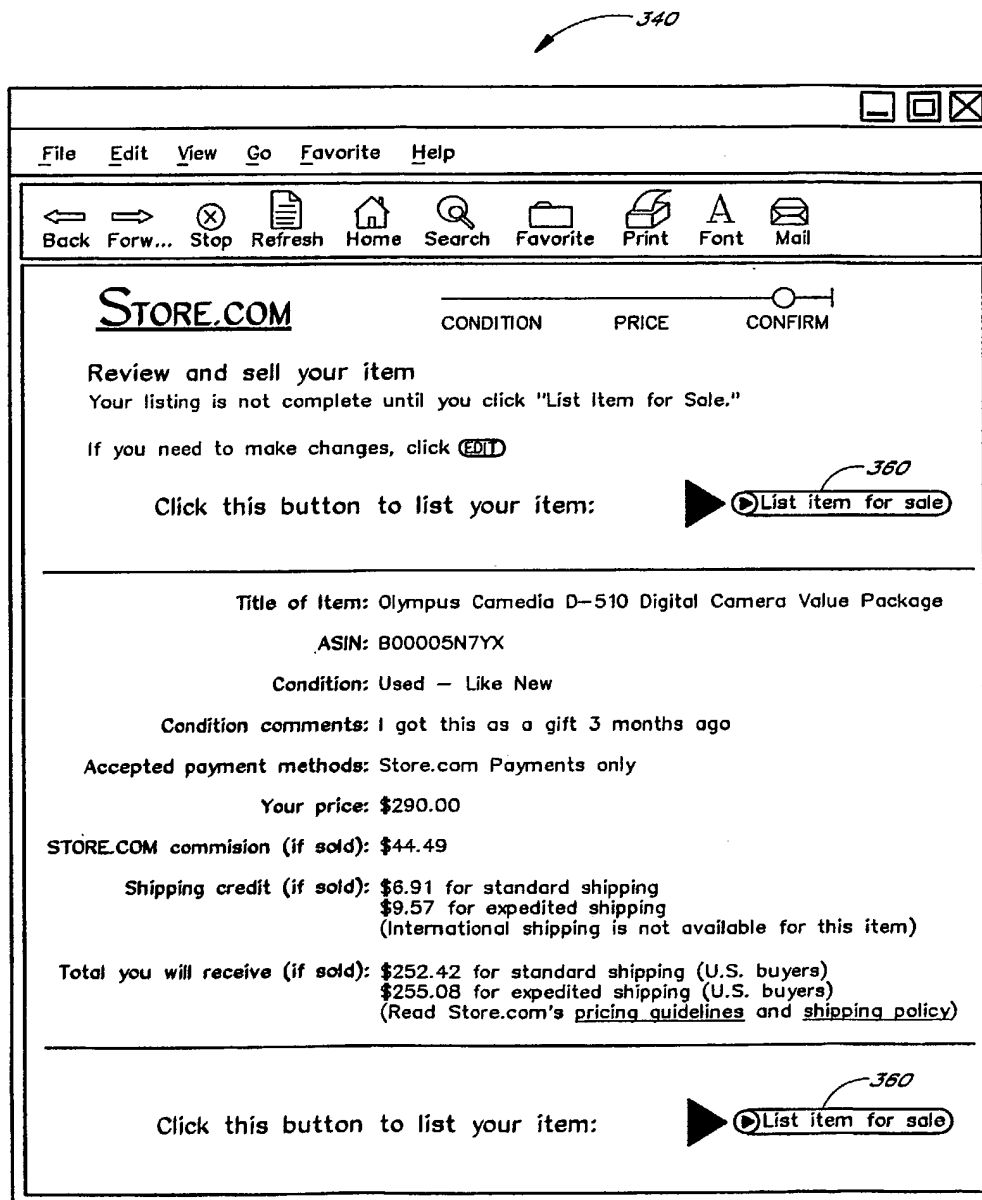 340
File Edit View Go Favorite Help
Back Forw... Stop Refresh Home Search Favorite Print Font Mail
STORE.COM
CONDITION PRICE CONFIRM
Review and sell your item
Your listing is not complete until you click "List Item for Sale."
If you need to make changes, click EDIT
360
Click this button to list your item: List item for sale
Title of Item: Olympus Camedia D-510 Digital Camera Value Package
ASIN: B00005N7YX
Condition: Used – Like New
Condition comments: I got this as a gift 3 months ago
Accepted payment methods: Store.com Payments only
Your price: $290.00
STORE.COM commision (if sold): $44.49
Shipping credit (if sold): $6.91 for standard shipping
$9.57 for expedited shipping
(International shipping is not available for this item)
Total you will receive (if sold): $252.42 for standard shipping (U.S. buyers)
$255.08 for expedited shipping (U.S. buyers)
(Read Store.com's pricing guidelines and shipping policy)
360
Click this button to list your item: List item for sale